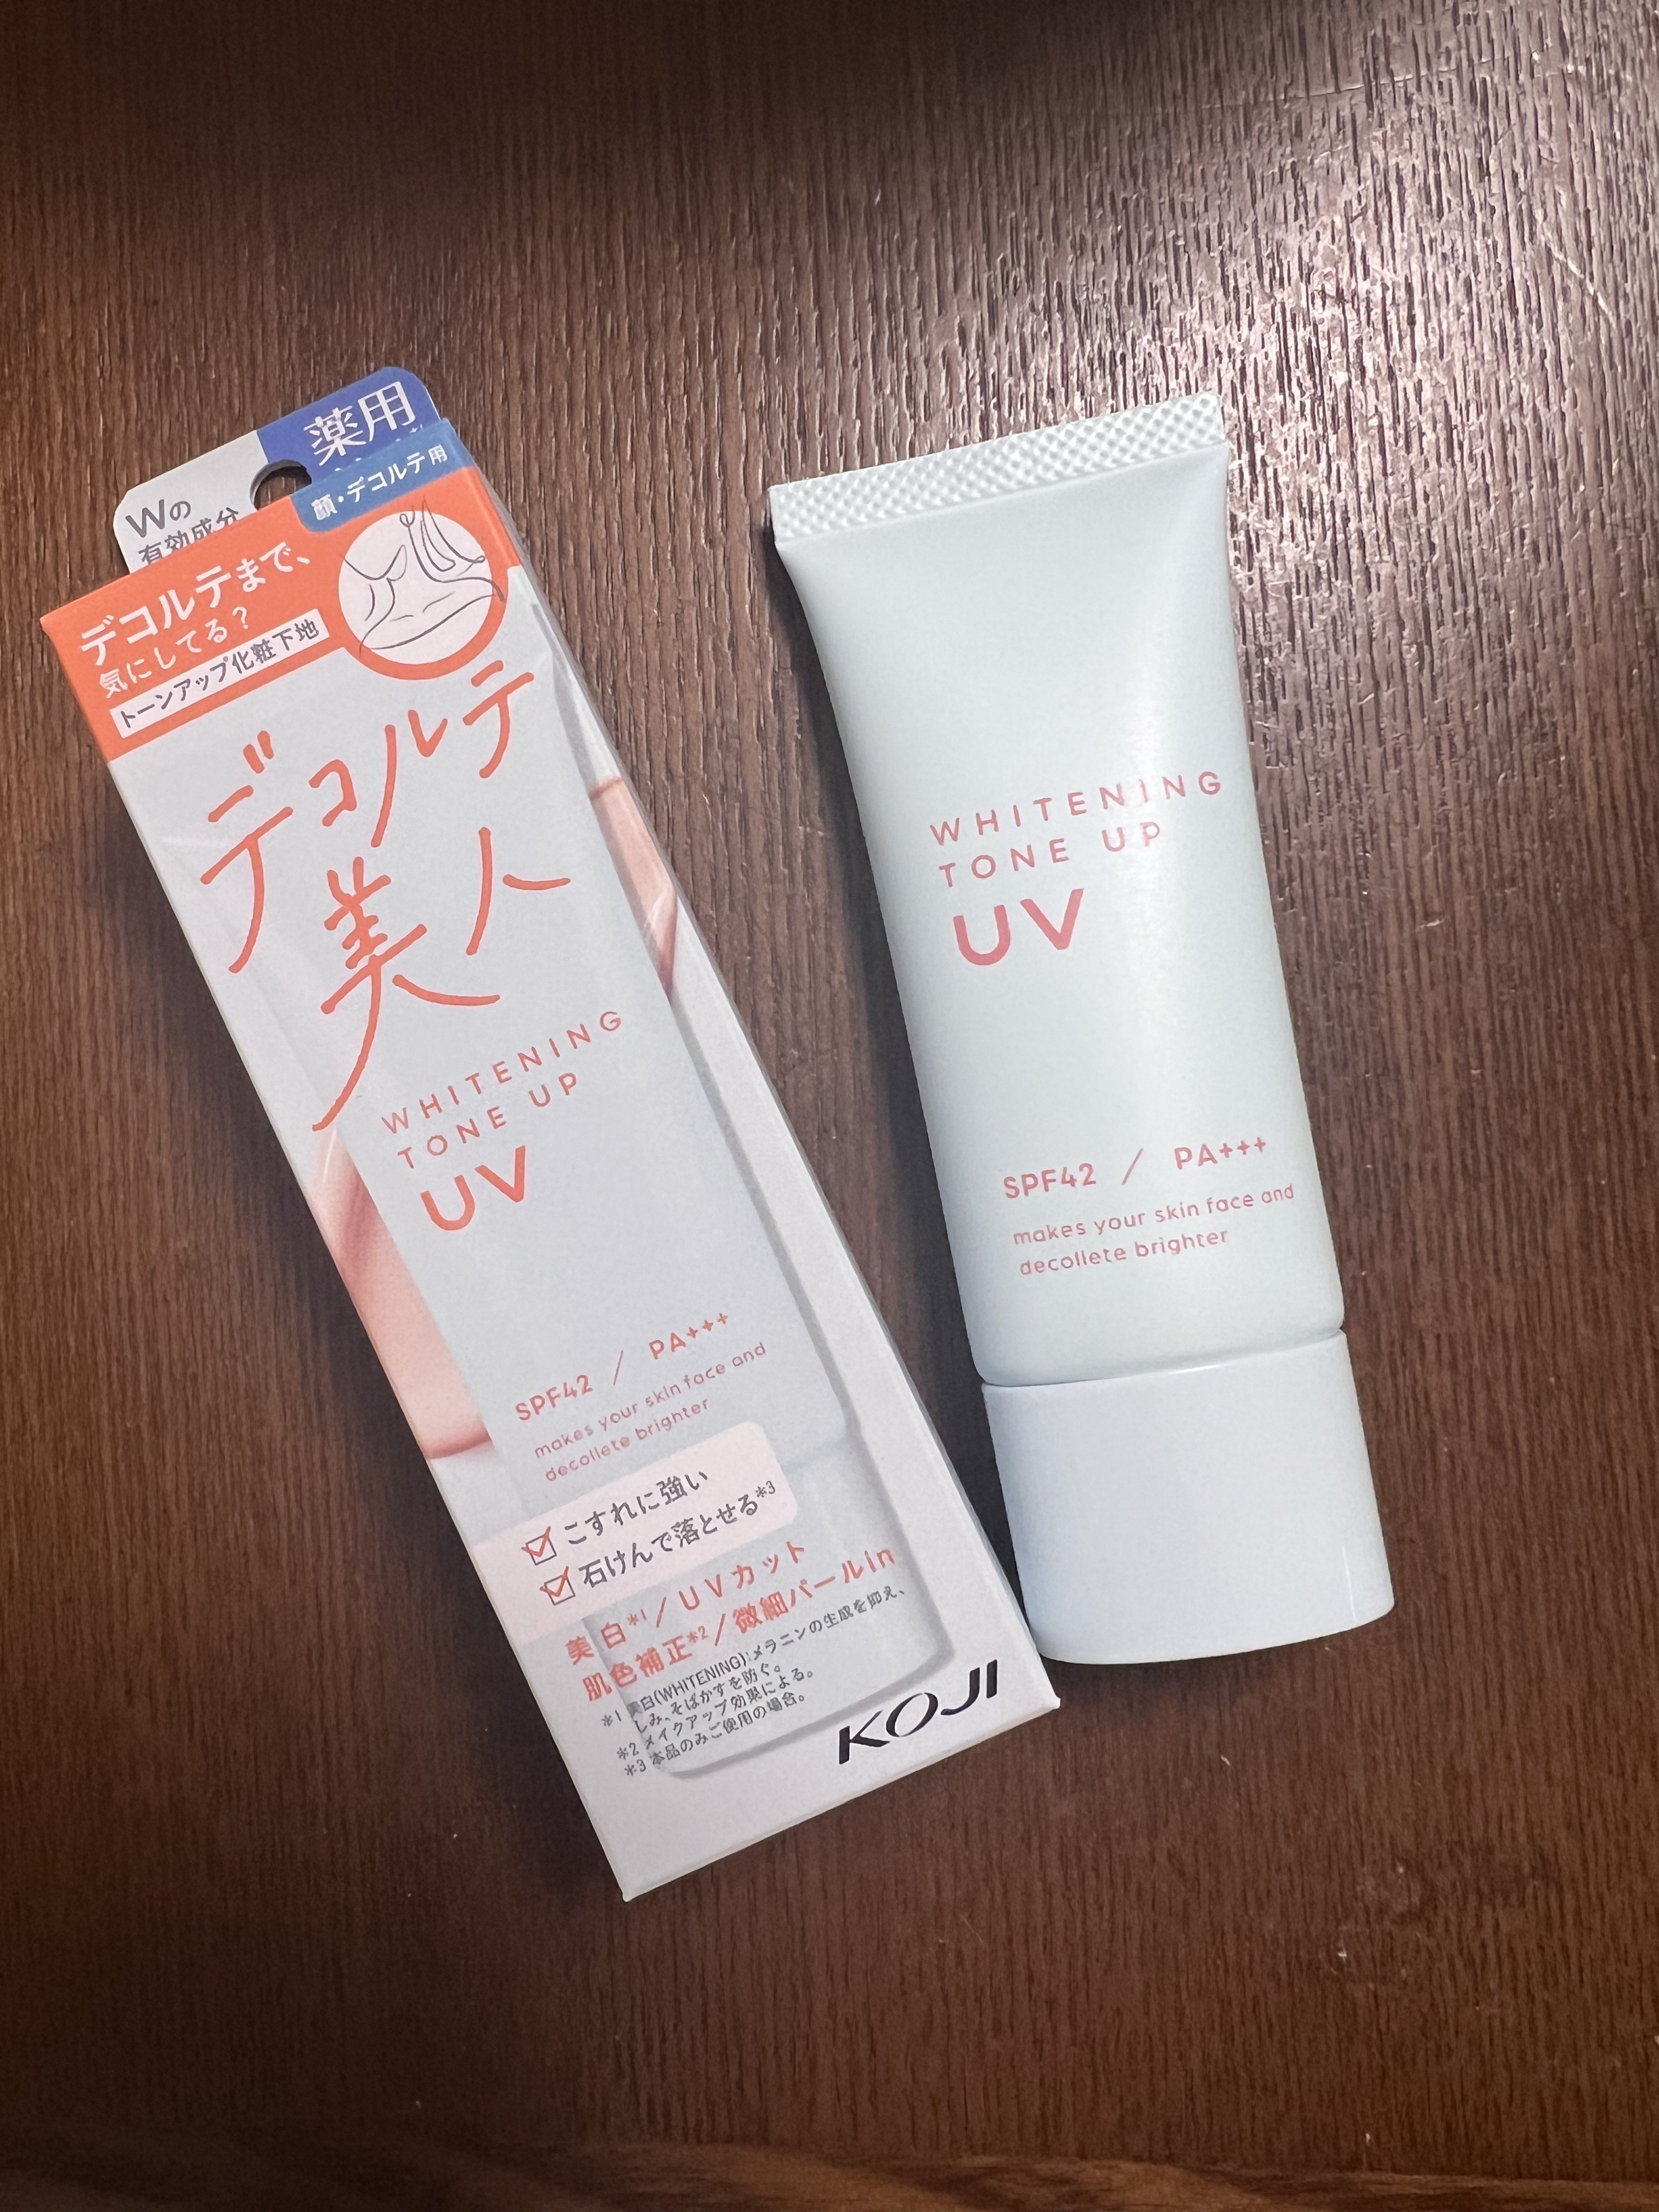 薬用
Wの
有効成分
顔・デコルテ用
デコルテまで、
気にしてる？
トーンアップ化粧下地
デコルテ
美人
WHITENING
TONE UP
UV
SPF42 / PA+++
makes your skin face and
decollete brighter
こすれに強い
石けんで落とせる*3
美白*1/UVカット
肌色補正*2/微細パールin
*1 美白(WHITENING):メラニンの生成を抑え、
しみ、そばかすを防ぐ。
*2 メイクアップ効果による。
*3 本品のみご使用の場合。
KOJI
WHITENING
TONE UP
UV
SPF42 / PA+++
makes your skin face and
decollete brighter